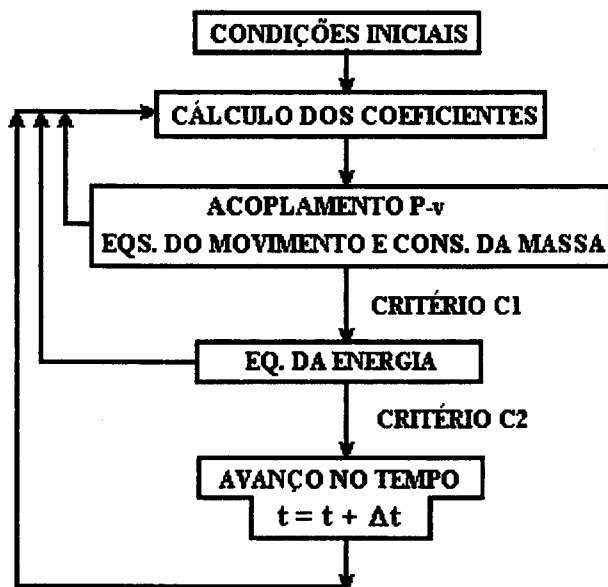 CONDIÇÕES INICIAIS
CÁLCULO DOS COEFICIENTES
ACOPLAMENTO P-v
EQS. DO MOVIMENTO E CONS. DA MASSA
CRITÉRIO C1
EQ. DA ENERGIA
CRITÉRIO C2
AVANÇO NO TEMPO
t = t + Δt